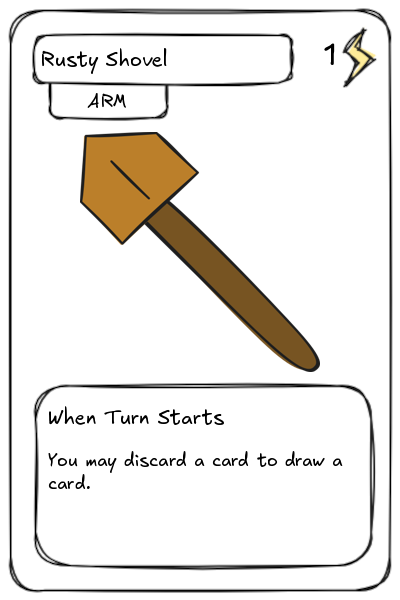 Rusty Shovel
1
ARM
When Turn Starts
You may discard a card to draw a
card.